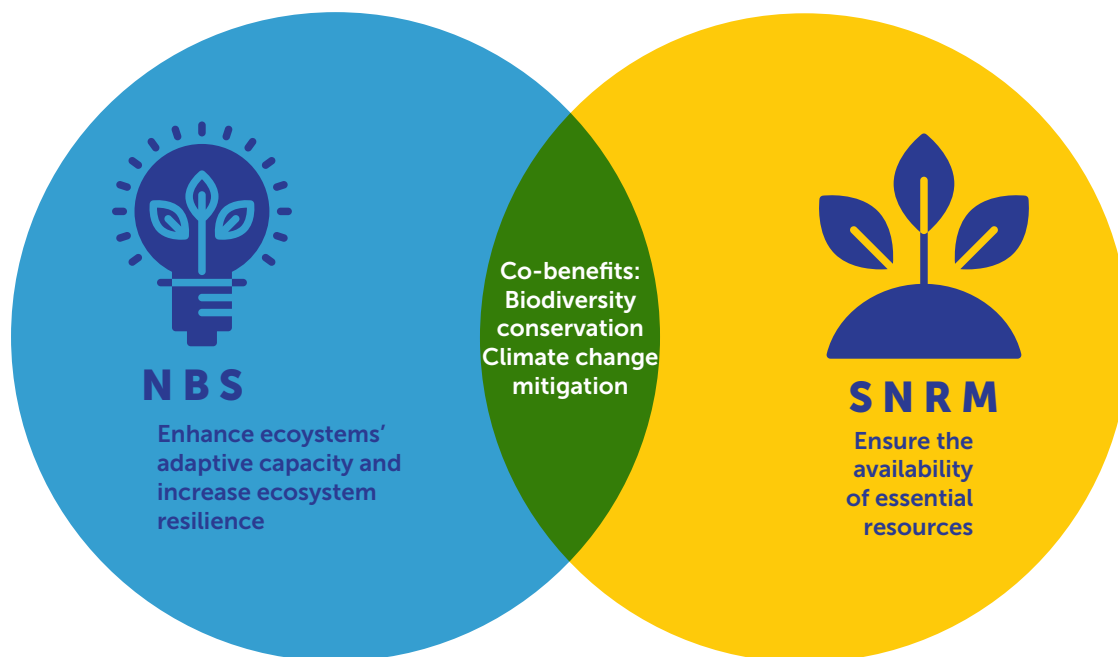 NBS
Enhance ecoystems’
adaptive capacity and
increase ecosystem
resilience
Co-benefits:
Biodiversity
conservation
Climate change
mitigation
SNRM
Ensure the
availability
of essential
resources